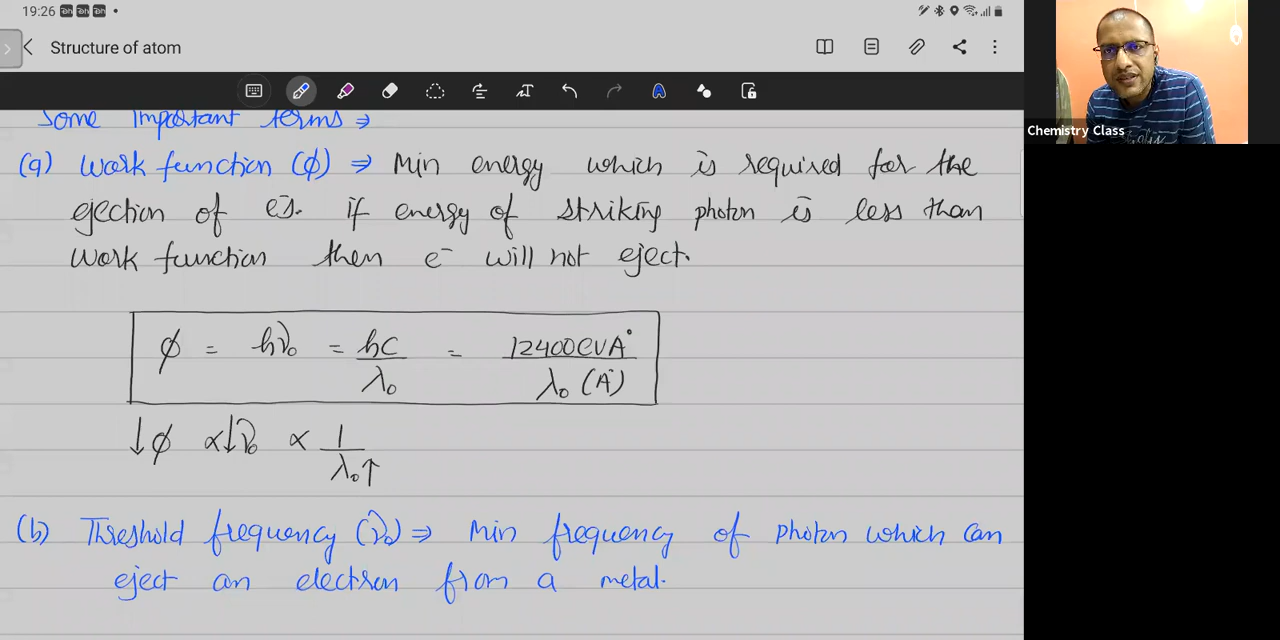 19:26
Structure of atom
Chemistry Class
Some Important terms ⇒
(a) Work function (ϕ) ⇒ Min energy which is required for the
ejection of e⁻s. if energy of striking photon is less than
Work function then e⁻ will not eject.
ϕ = hν₀ = hc/λ₀ = 12400eVA°/λ₀(A°)
↓ϕ ∝ ↓ν₀ ∝ 1/λ₀↑
(b) Threshold frequency (ν₀) ⇒ Min frequency of photon which can
eject an electron from a metal.